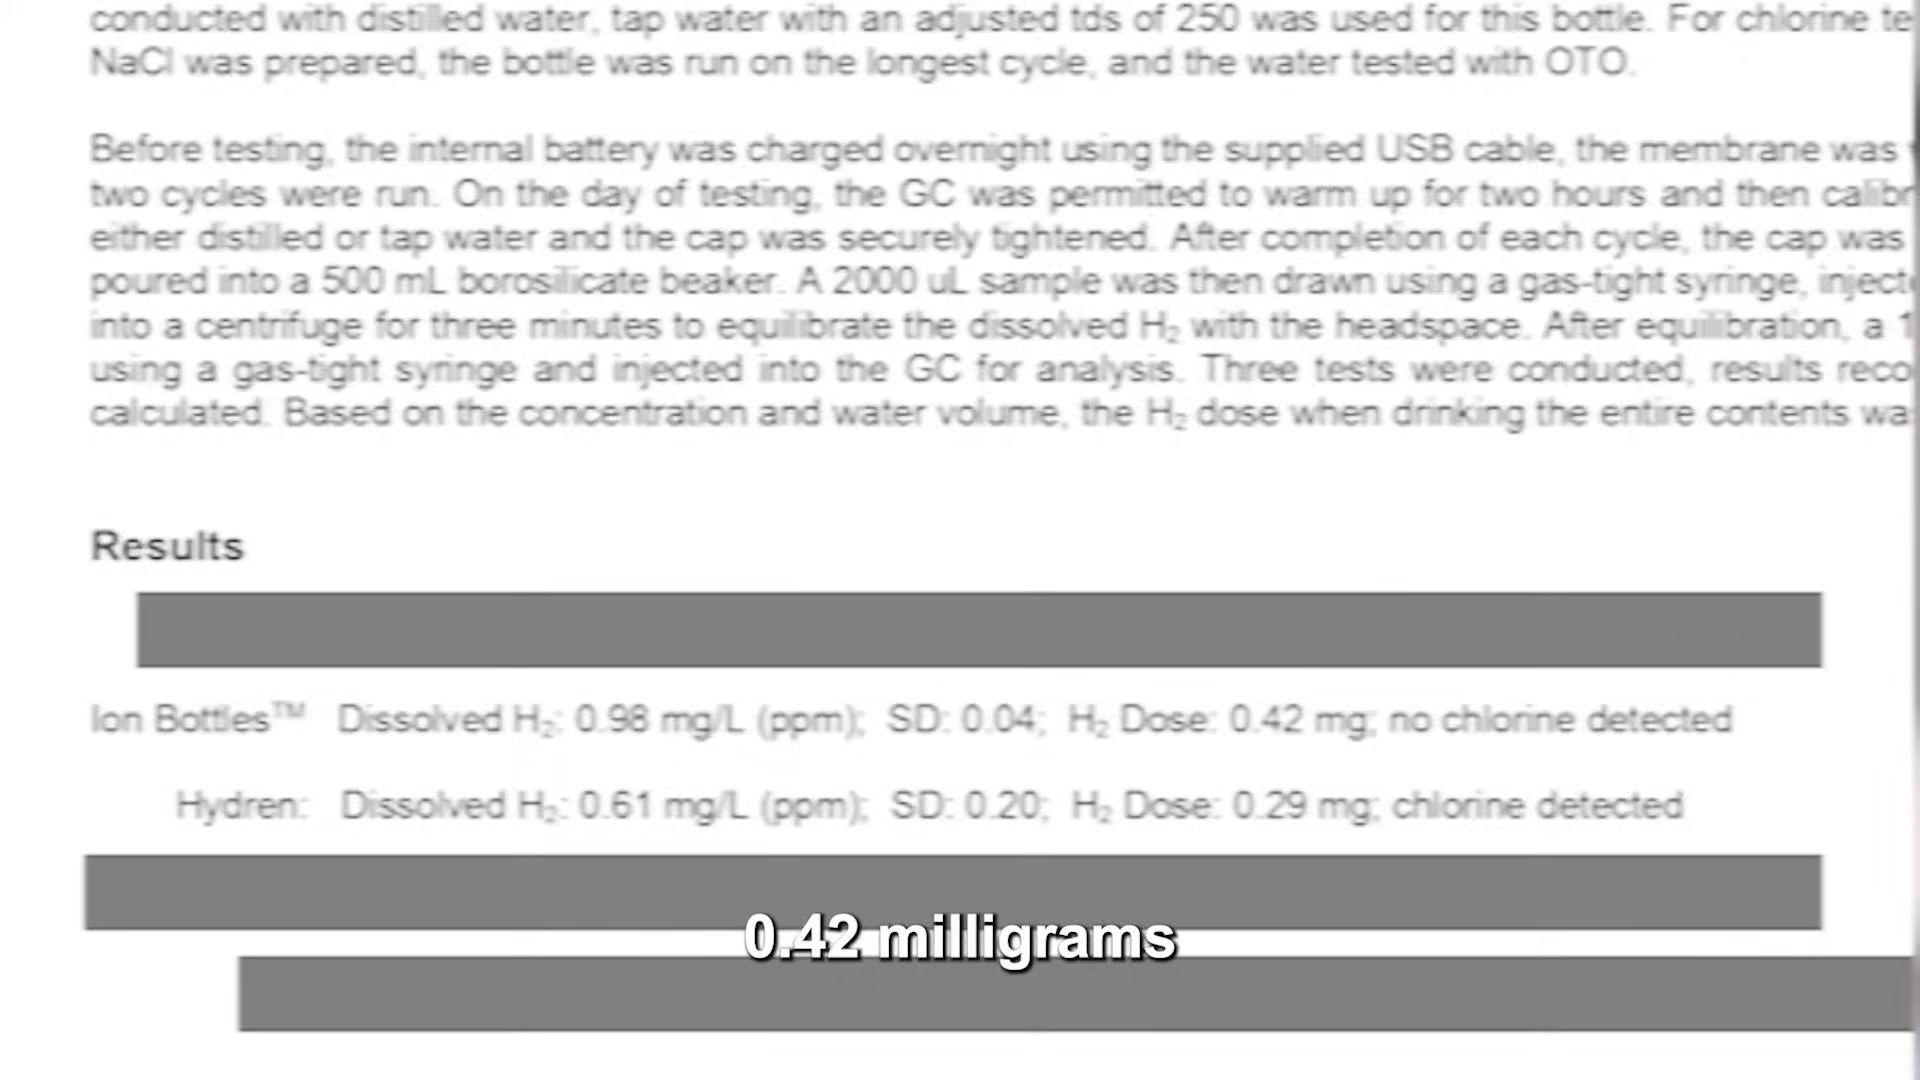 conducted with distilled water, tap water with an adjusted tds of 250 was used for this bottle. For chlorine te
NaCl was prepared, the bottle was run on the longest cycle, and the water tested with OTO.
Before testing, the internal battery was charged overnight using the supplied USB cable, the membrane was
two cycles were run. On the day of testing, the GC was permitted to warm up for two hours and then calibr
either distilled or tap water and the cap was securely tightened. After completion of each cycle, the cap was
poured into a 500 mL borosilicate beaker. A 2000 uL sample was then drawn using a gas-tight syringe, inject
into a centrifuge for three minutes to equilibrate the dissolved H₂ with the headspace. After equilibration, a 1
using a gas-tight syringe and injected into the GC for analysis. Three tests were conducted, results reco
calculated. Based on the concentration and water volume, the H₂ dose when drinking the entire contents wa
Results
Ion Bottles™ Dissolved H₂: 0.98 mg/L (ppm); SD: 0.04; H₂ Dose: 0.42 mg; no chlorine detected
Hydren: Dissolved H₂: 0.61 mg/L (ppm); SD: 0.20; H₂ Dose: 0.29 mg; chlorine detected
0.42 milligrams